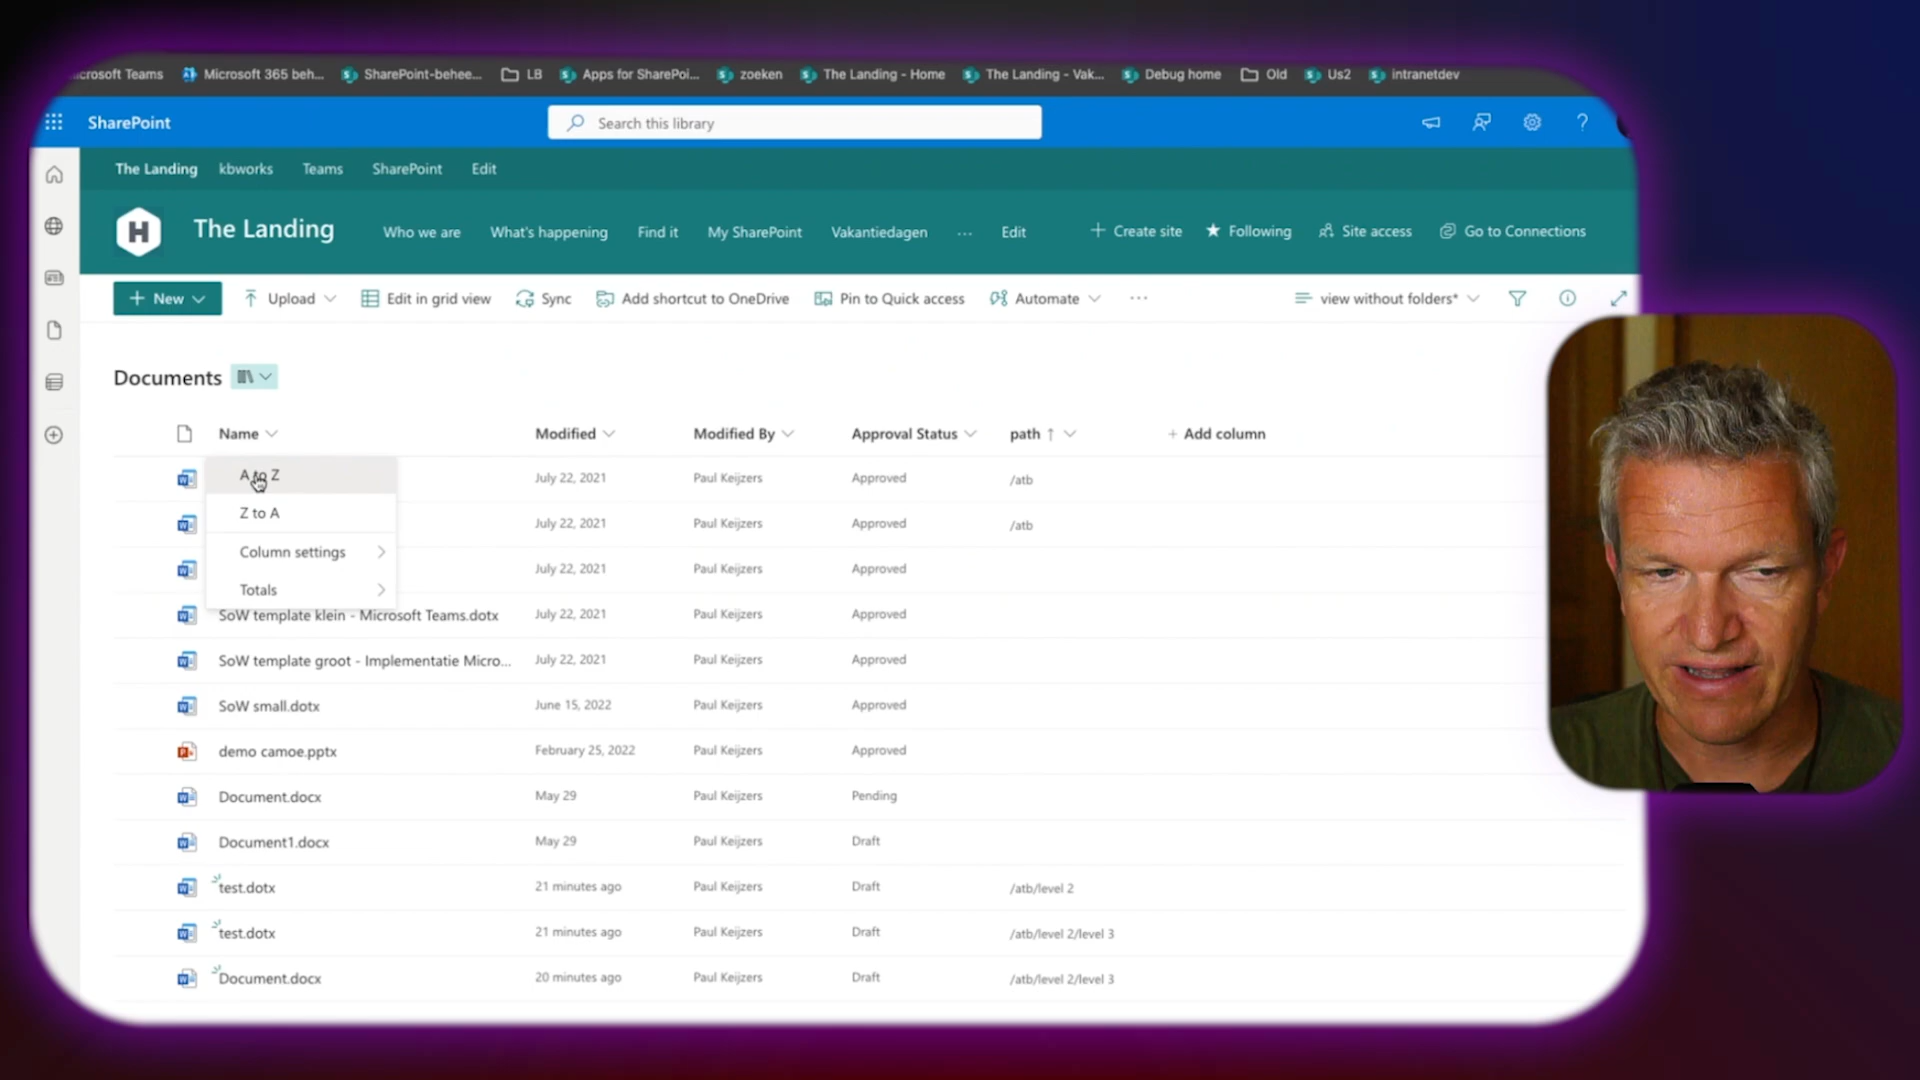 icrosoft Teams Microsoft 365 beh... SharePoint-behee... LB Apps for SharePoi... zoeken The Landing - Home The Landing - Vak... Debug home Old Us2 intranetdev
SharePoint Search this library ?
The Landing kbworks Teams SharePoint Edit
H The Landing Who we are What's happening Find it My SharePoint Vakantiedagen ... Edit + Create site Following Site access Go to Connections
+ New Upload Edit in grid view Sync Add shortcut to OneDrive Pin to Quick access Automate ... view without folders*
Documents
Name Modified Modified By Approval Status path ↑ + Add column
A to Z July 22, 2021 Paul Keijzers Approved /atb
Z to A July 22, 2021 Paul Keijzers Approved /atb
Column settings July 22, 2021 Paul Keijzers Approved
Totals
SoW template klein - Microsoft Teams.dotx July 22, 2021 Paul Keijzers Approved
SoW template groot - Implementatie Micro... July 22, 2021 Paul Keijzers Approved
SoW small.dotx June 15, 2022 Paul Keijzers Approved
demo camoe.pptx February 25, 2022 Paul Keijzers Approved
Document.docx May 29 Paul Keijzers Pending
Document1.docx May 29 Paul Keijzers Draft
test.dotx 21 minutes ago Paul Keijzers Draft /atb/level 2
test.dotx 21 minutes ago Paul Keijzers Draft /atb/level 2/level 3
Document.docx 20 minutes ago Paul Keijzers Draft /atb/level 2/level 3